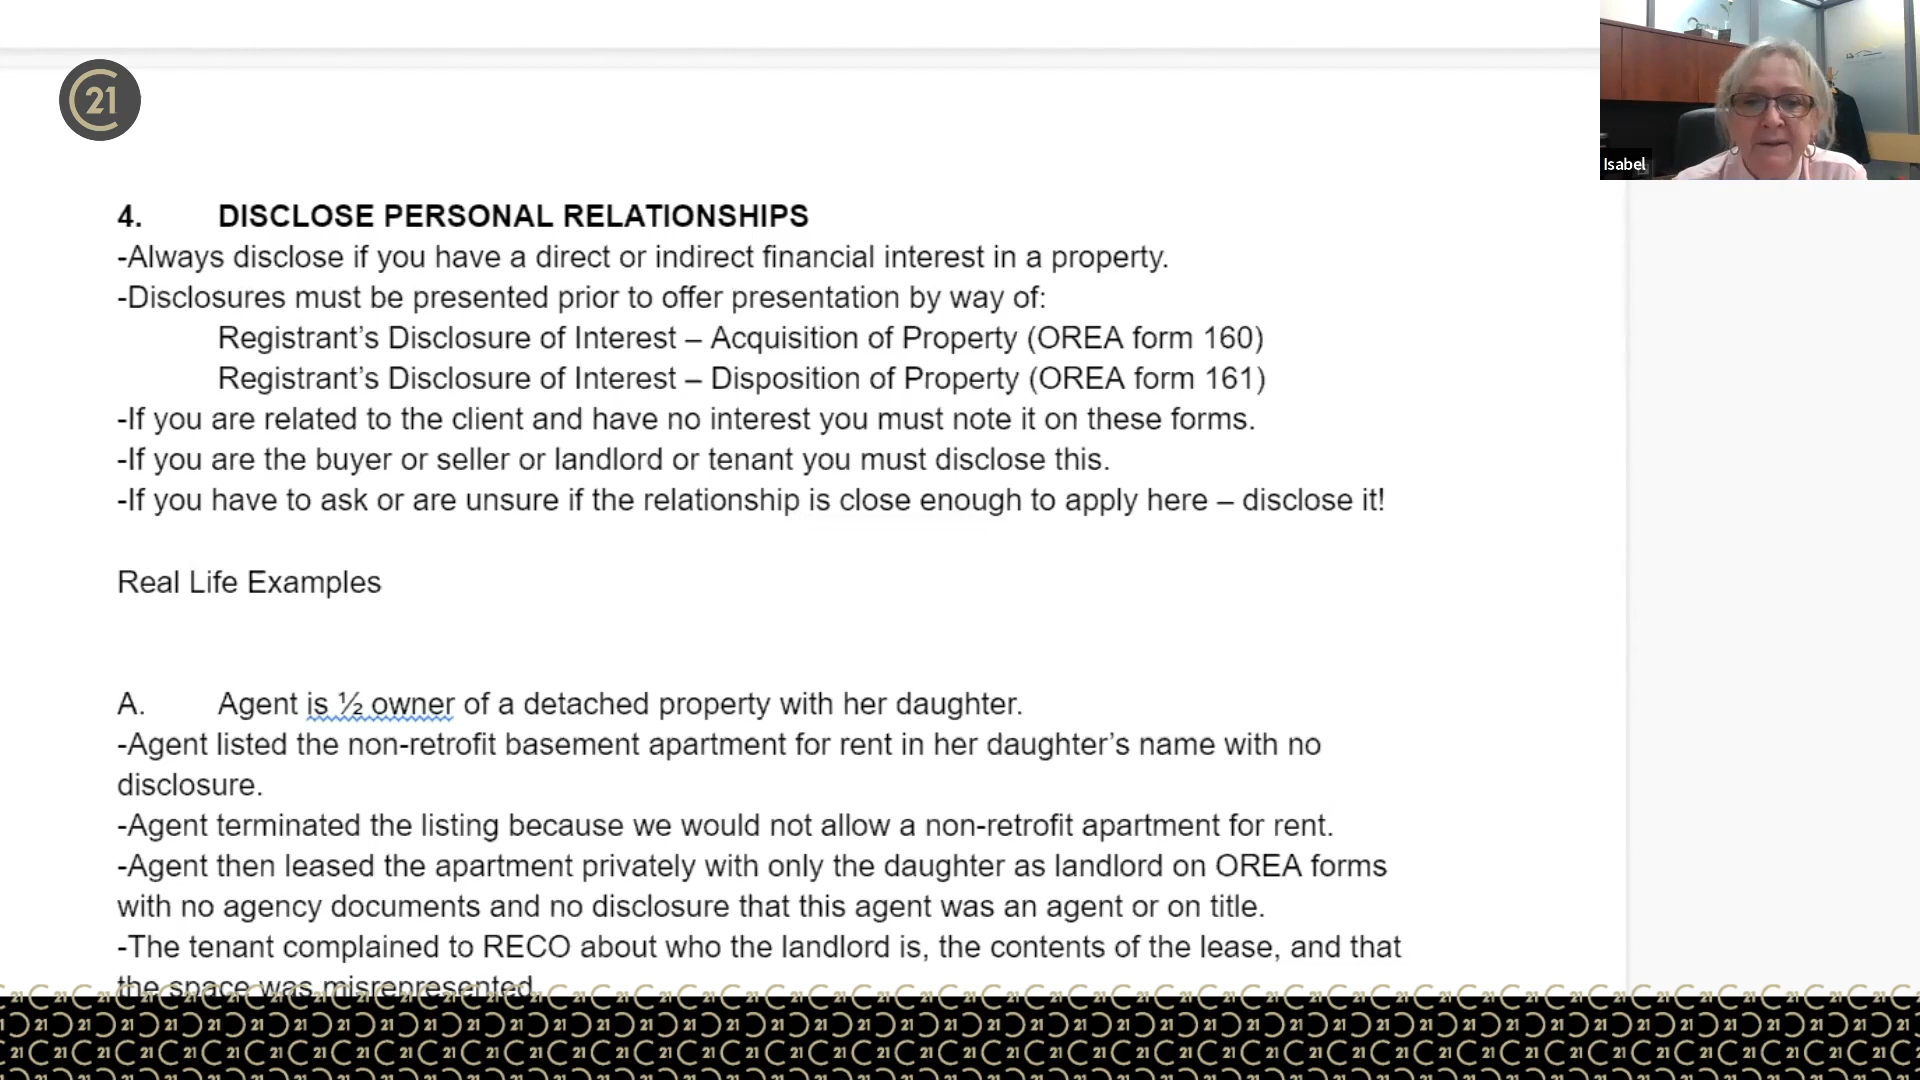 21
Isabel
4. DISCLOSE PERSONAL RELATIONSHIPS
-Always disclose if you have a direct or indirect financial interest in a property.
-Disclosures must be presented prior to offer presentation by way of:
Registrant’s Disclosure of Interest – Acquisition of Property (OREA form 160)
Registrant’s Disclosure of Interest – Disposition of Property (OREA form 161)
-If you are related to the client and have no interest you must note it on these forms.
-If you are the buyer or seller or landlord or tenant you must disclose this.
-If you have to ask or are unsure if the relationship is close enough to apply here – disclose it!
Real Life Examples
A. Agent is ½ owner of a detached property with her daughter.
-Agent listed the non-retrofit basement apartment for rent in her daughter’s name with no
disclosure.
-Agent terminated the listing because we would not allow a non-retrofit apartment for rent.
-Agent then leased the apartment privately with only the daughter as landlord on OREA forms
with no agency documents and no disclosure that this agent was an agent or on title.
-The tenant complained to RECO about who the landlord is, the contents of the lease, and that
the space was misrepresented